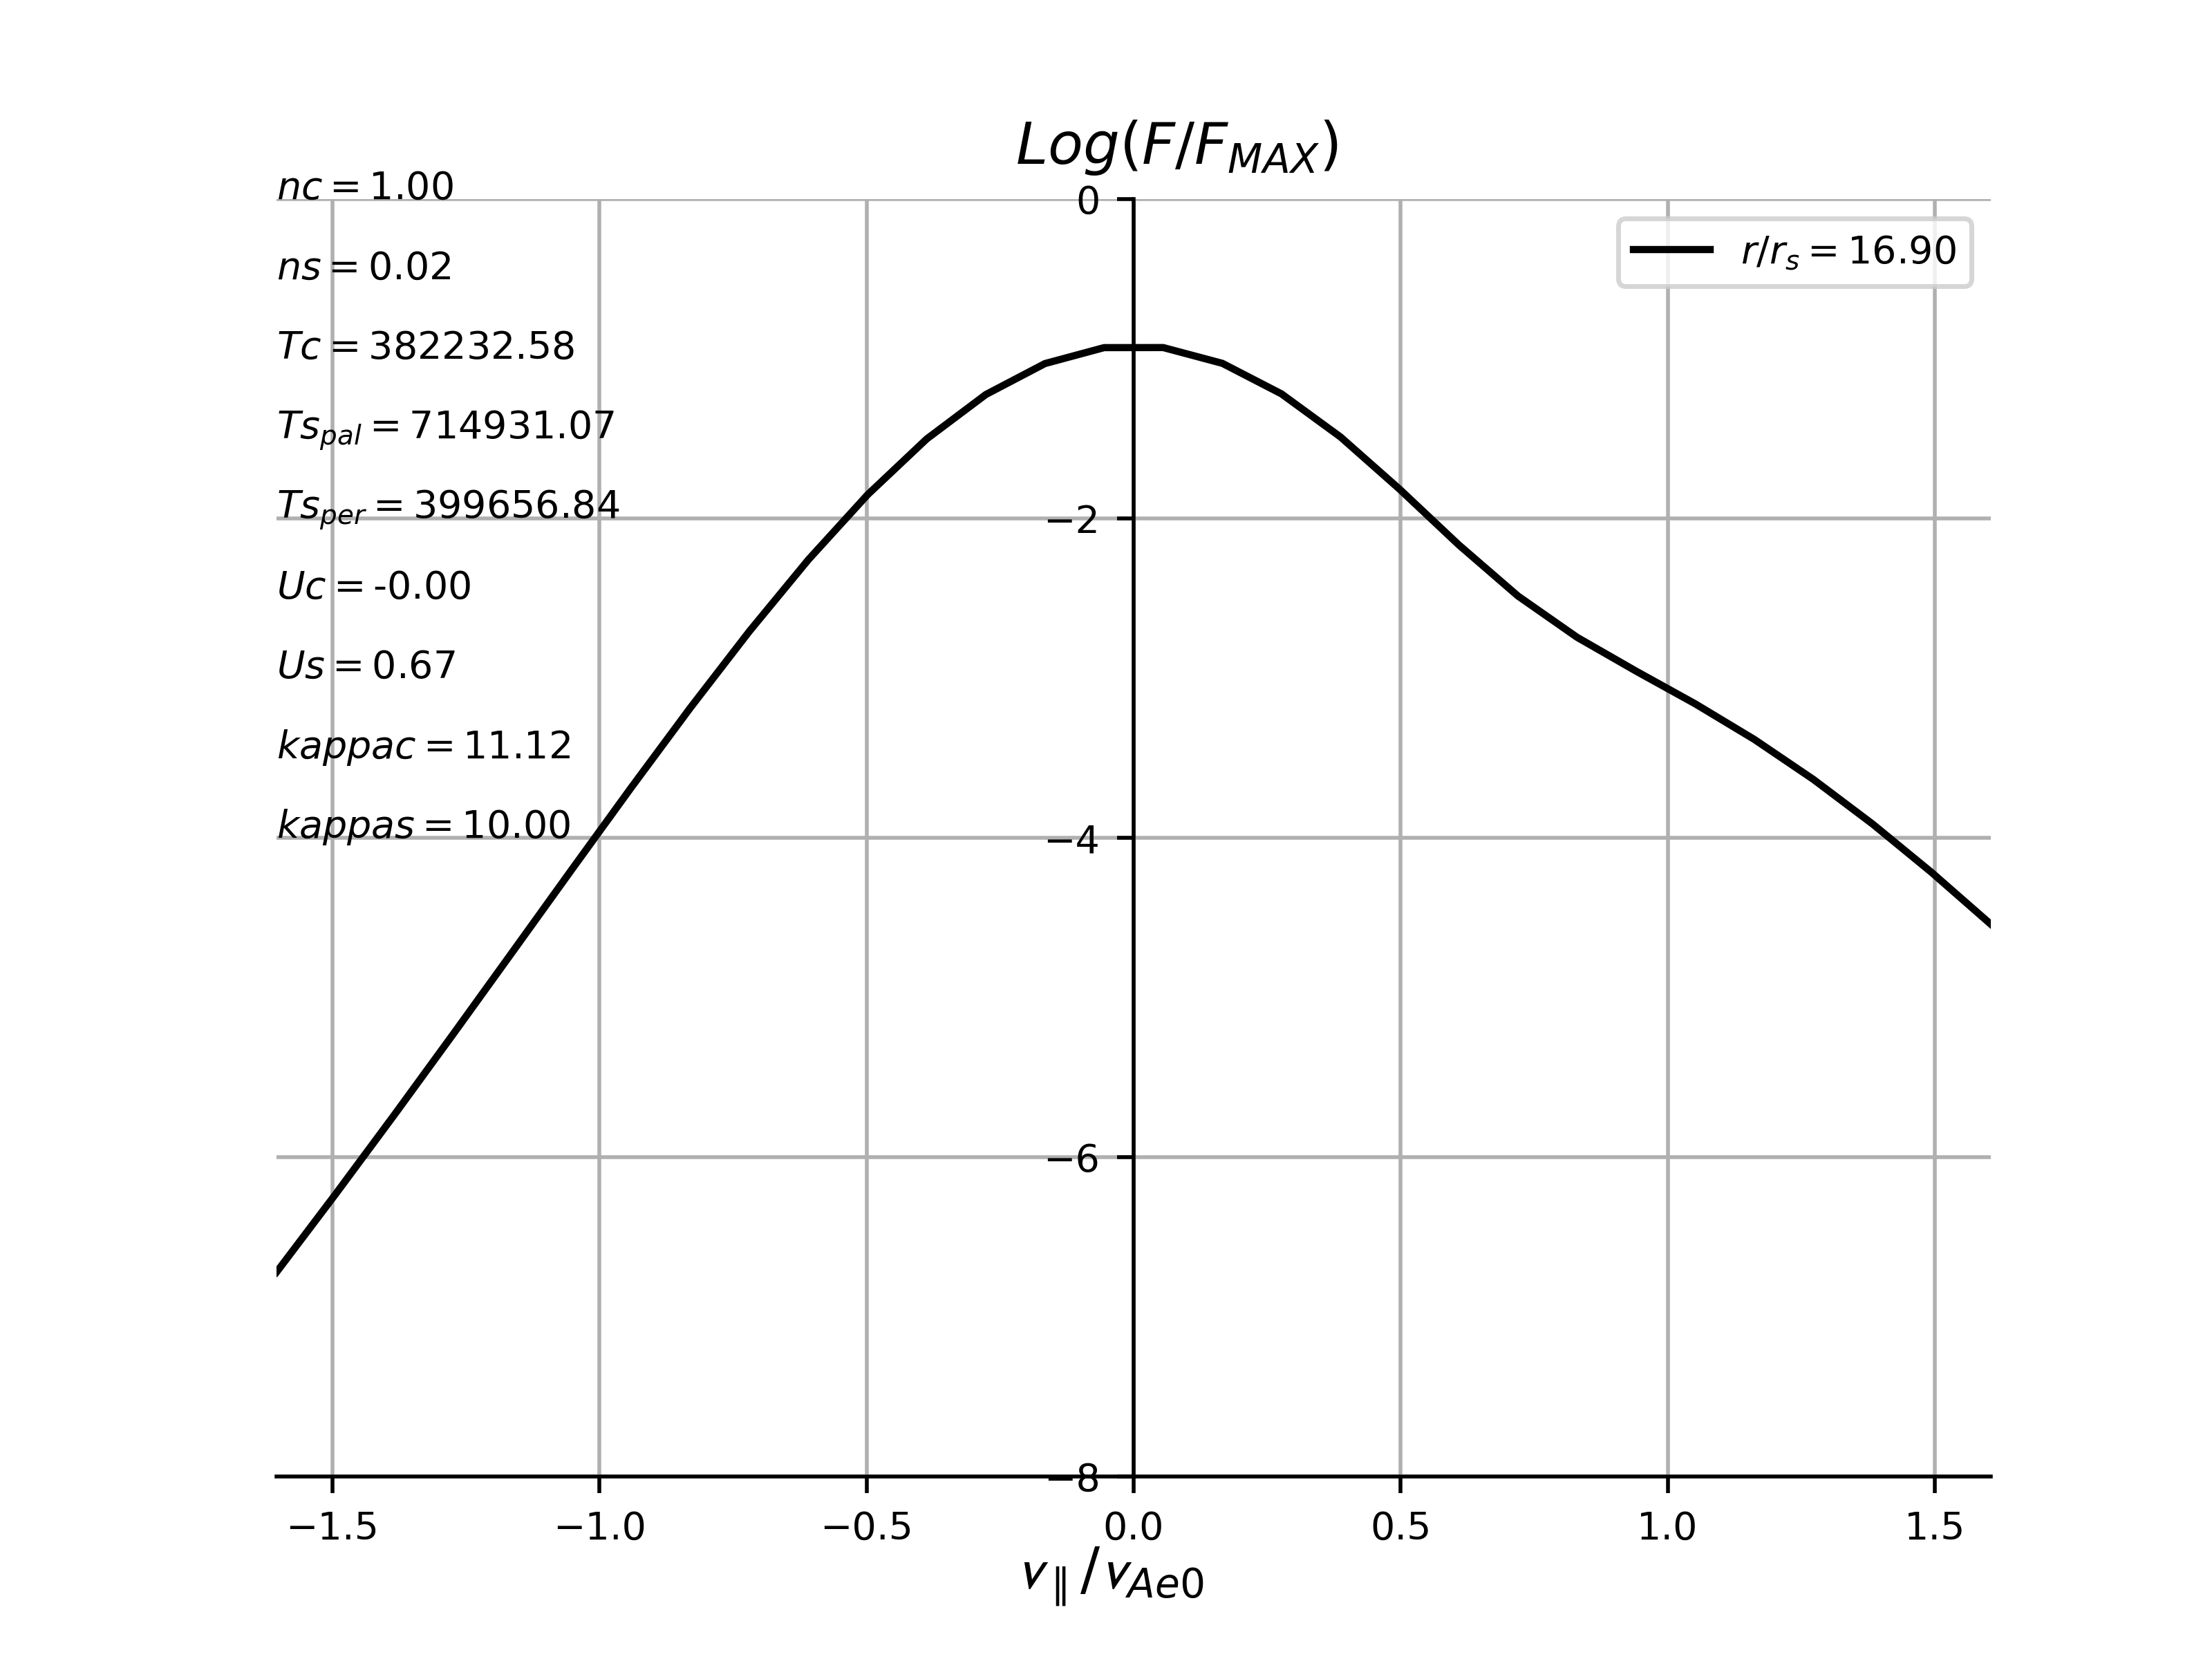 Log(F/F_MAX)
nc = 1.00
ns = 0.02
Tc = 382232.58
Ts_pal = 714931.07
Ts_per = 399656.84
Uc = -0.00
Us = 0.67
kappac = 11.12
kappas = 10.00
r/r_s = 16.90
0
−2
−4
−6
−8
−1.5 −1.0 −0.5 0.0 0.5 1.0 1.5
v_∥/v_Ae0